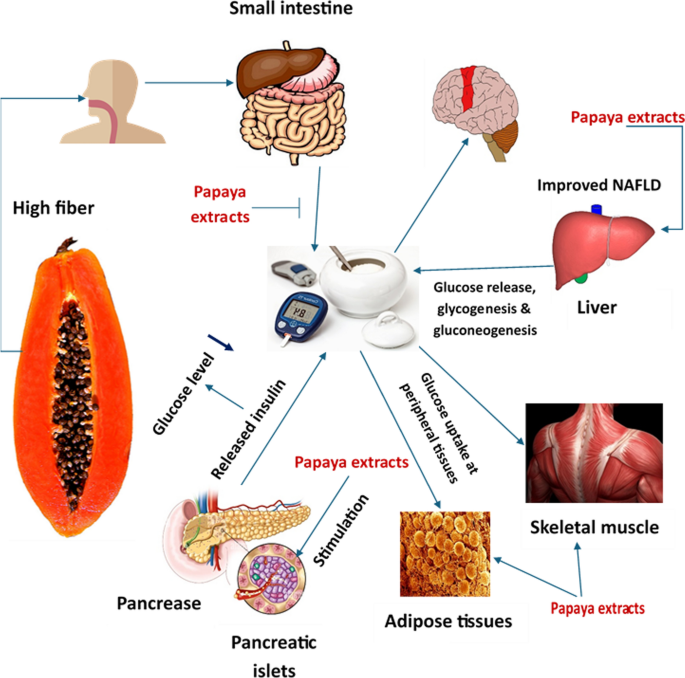 Small intestine
Papaya extracts
Improved NAFLD
High fiber
Papaya
extracts
Glucose release,
glycogenesis &
gluconeogenesis
Liver
Glucose level
Released insulin
Glucose uptake at
peripheral tissues
Papaya extracts
Stimulation
Skeletal muscle
Pancrease
Adipose tissues
Papaya extracts
Pancreatic
islets